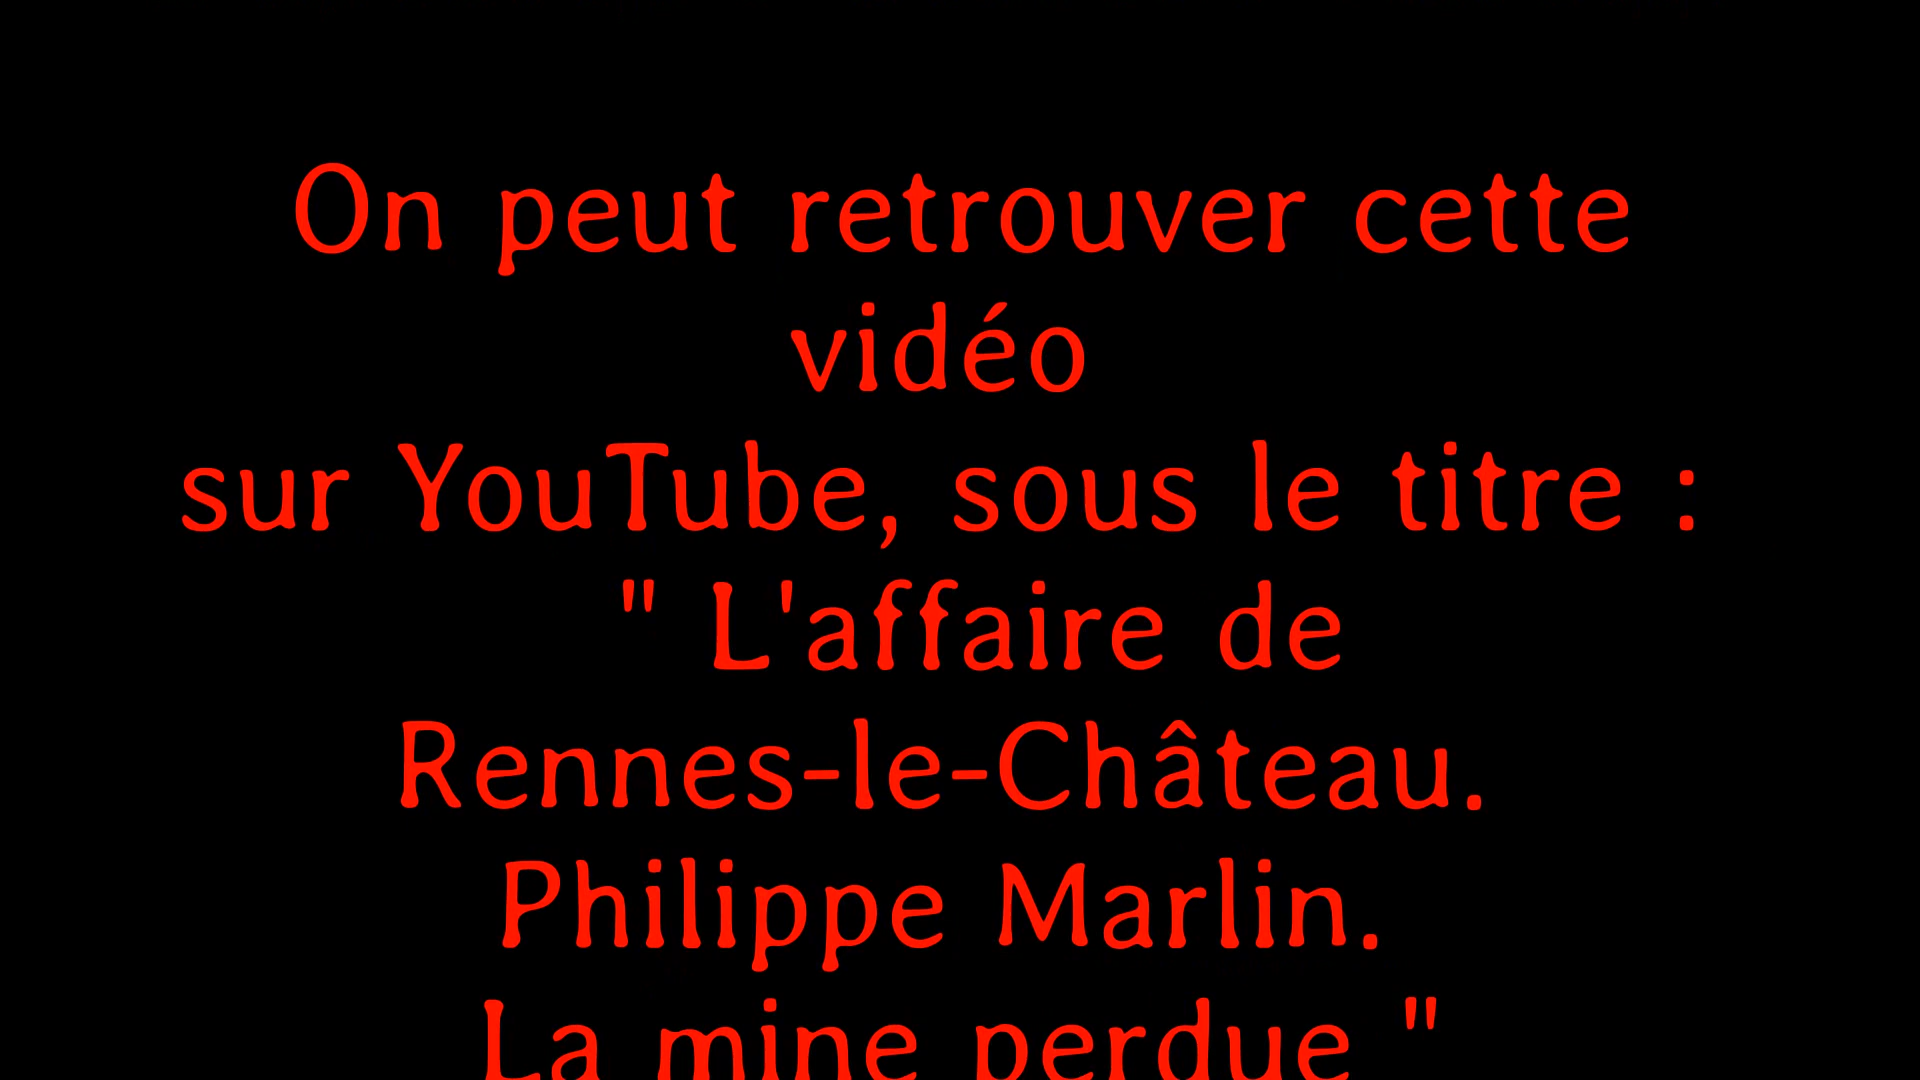 On peut retrouver cette
vidéo
sur YouTube, sous le titre :
" L'affaire de
Rennes-le-Château.
Philippe Marlin.
La mine perdue "